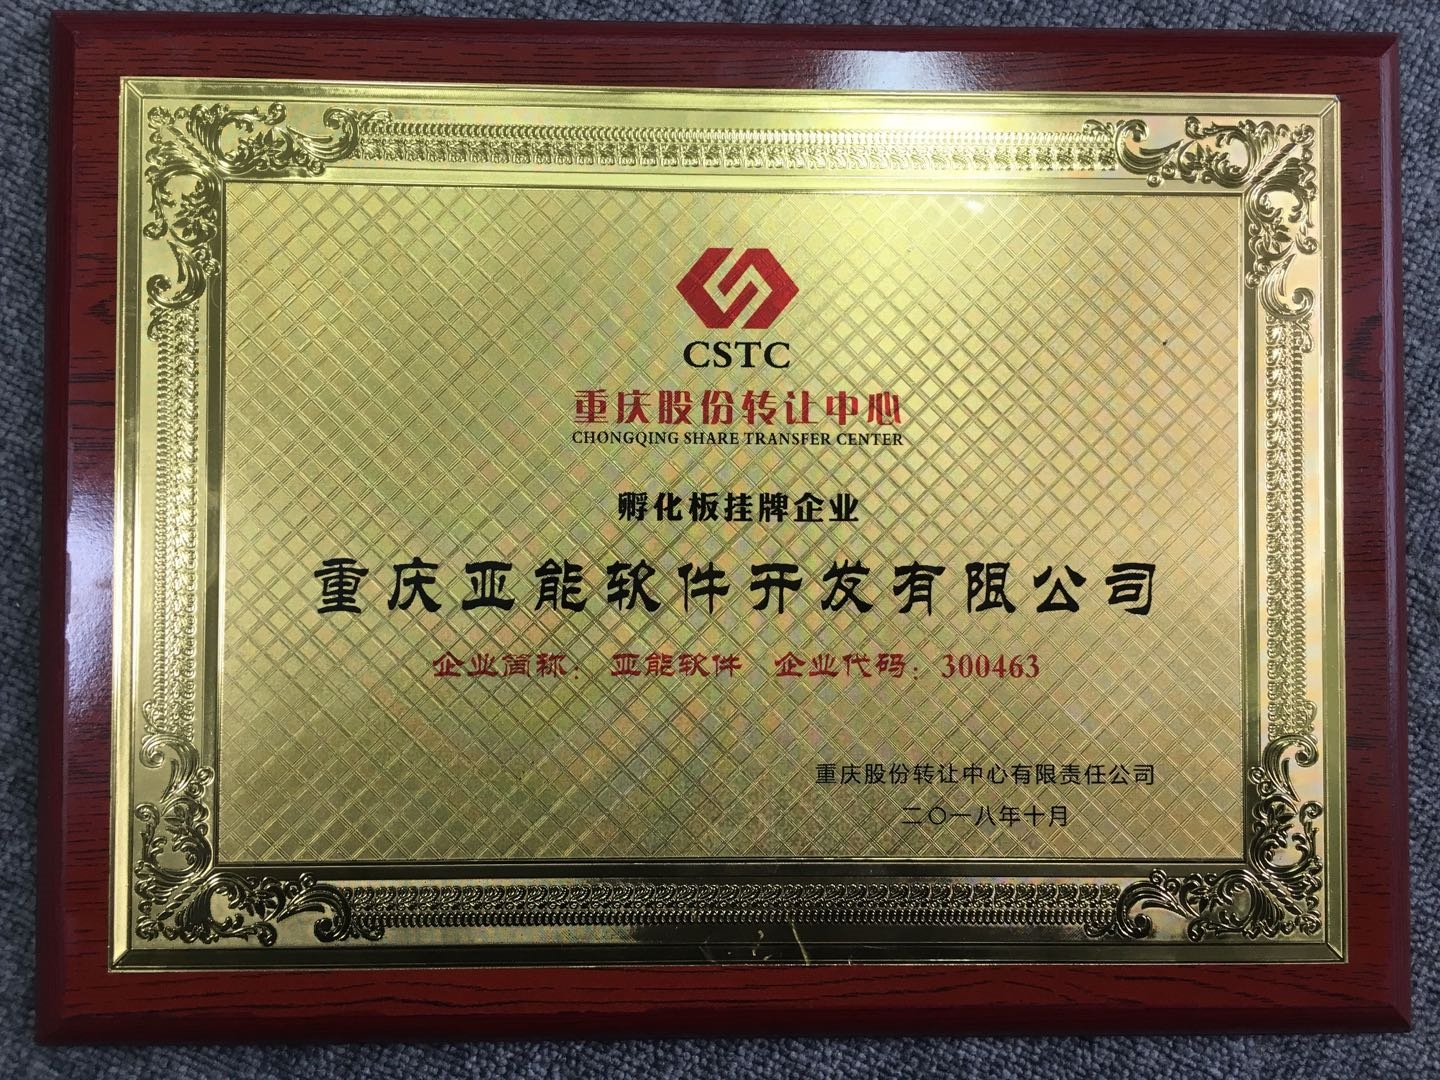 CSTC
重庆股份转让中心
CHONGQING SHARE TRANSFER CENTER
孵化板挂牌企业
重庆亚能软件开发有限公司
企业简称：亚能软件 企业代码：300463
重庆股份转让中心有限责任公司
二〇一八年十月